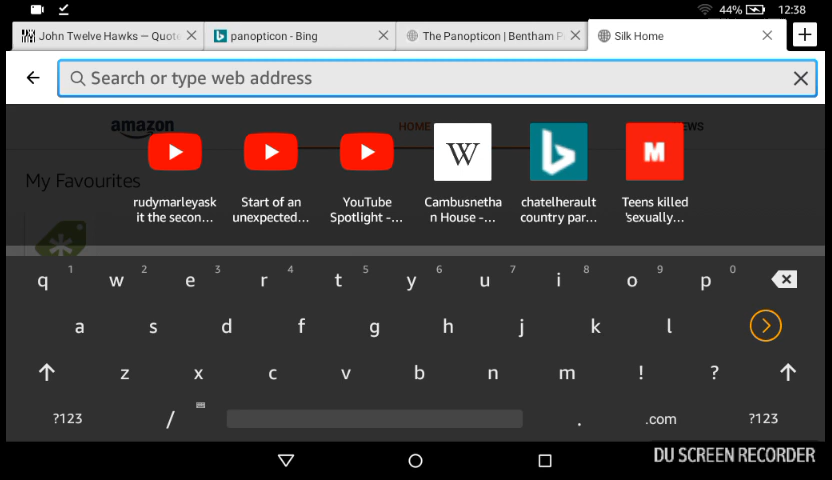 44% 12:38
John Twelve Hawks — Quot
panopticon - Bing
The Panopticon | Bentham P
Silk Home
Search or type web address
amazon
HOME
EWS
My Favourites
W
b
M
rudymarleyask
it the secon...
Start of an
unexpected...
YouTube
Spotlight -...
Cambusnetha
n House -...
chatelherault
country par...
Teens killed
'sexually...
q 1 w 2 e 3 r 4 t 5 y 6 u 7 i 8 o 9 p 0
a s d f g h j k l
z x c v b n m ! ?
?123 / . .com ?123
DU SCREEN RECORDER